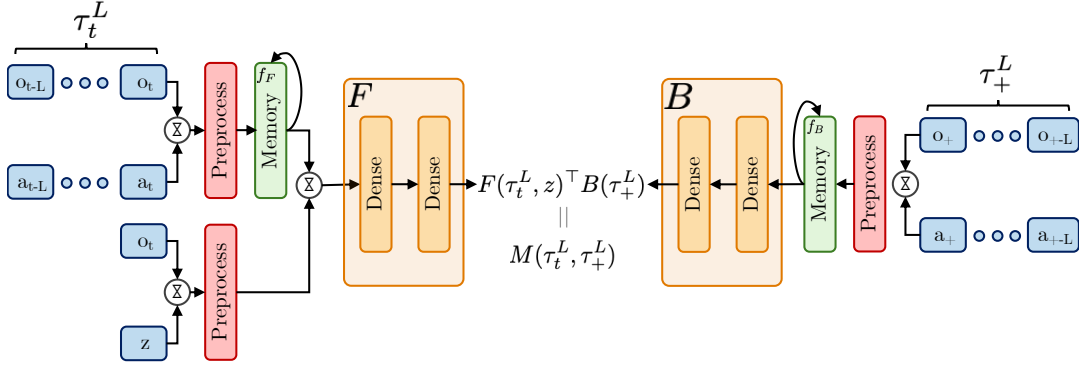 τ_t^L
o_{t-L} o_t
a_{t-L} a_t
Preprocess
f_F
Memory
o_t
z
Preprocess
F
Dense
Dense
F(τ_t^L, z)^⊤ B(τ_+^L)
||
M(τ_t^L, τ_+^L)
B
Dense
Dense
f_B
Memory
Preprocess
τ_+^L
o_+ o_{+-L}
a_+ a_{+-L}